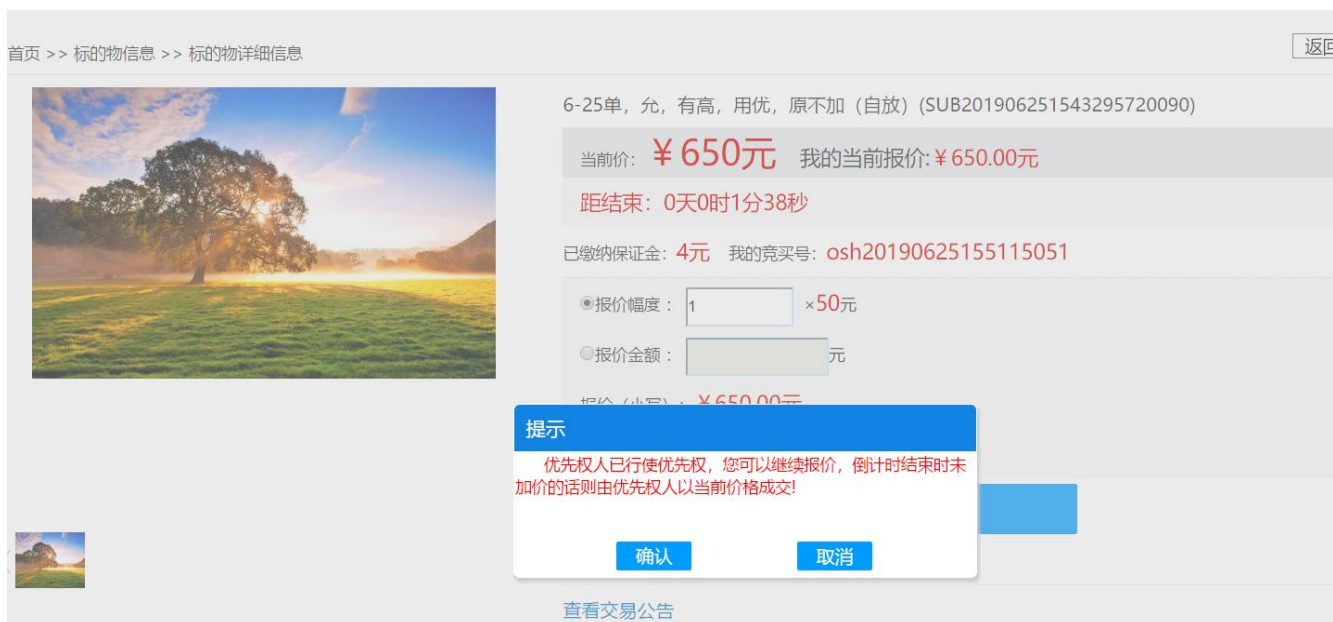 首页 >> 标的物信息 >> 标的物详细信息
返回
6-25单，允，有高，用优，原不加（自放）(SUB201906251543295720090)
当前价：￥650元 我的当前报价:￥650.00元
距结束：0天0时1分38秒
已缴纳保证金：4元 我的竞买号：osh20190625155115051
报价幅度： 1 ×50元
报价金额： 元
报价（小写）：￥650.00元
提示
优先权人已行使优先权，您可以继续报价，倒计时结束时未
加价的话则由优先权人以当前价格成交!
确认 取消
查看交易公告